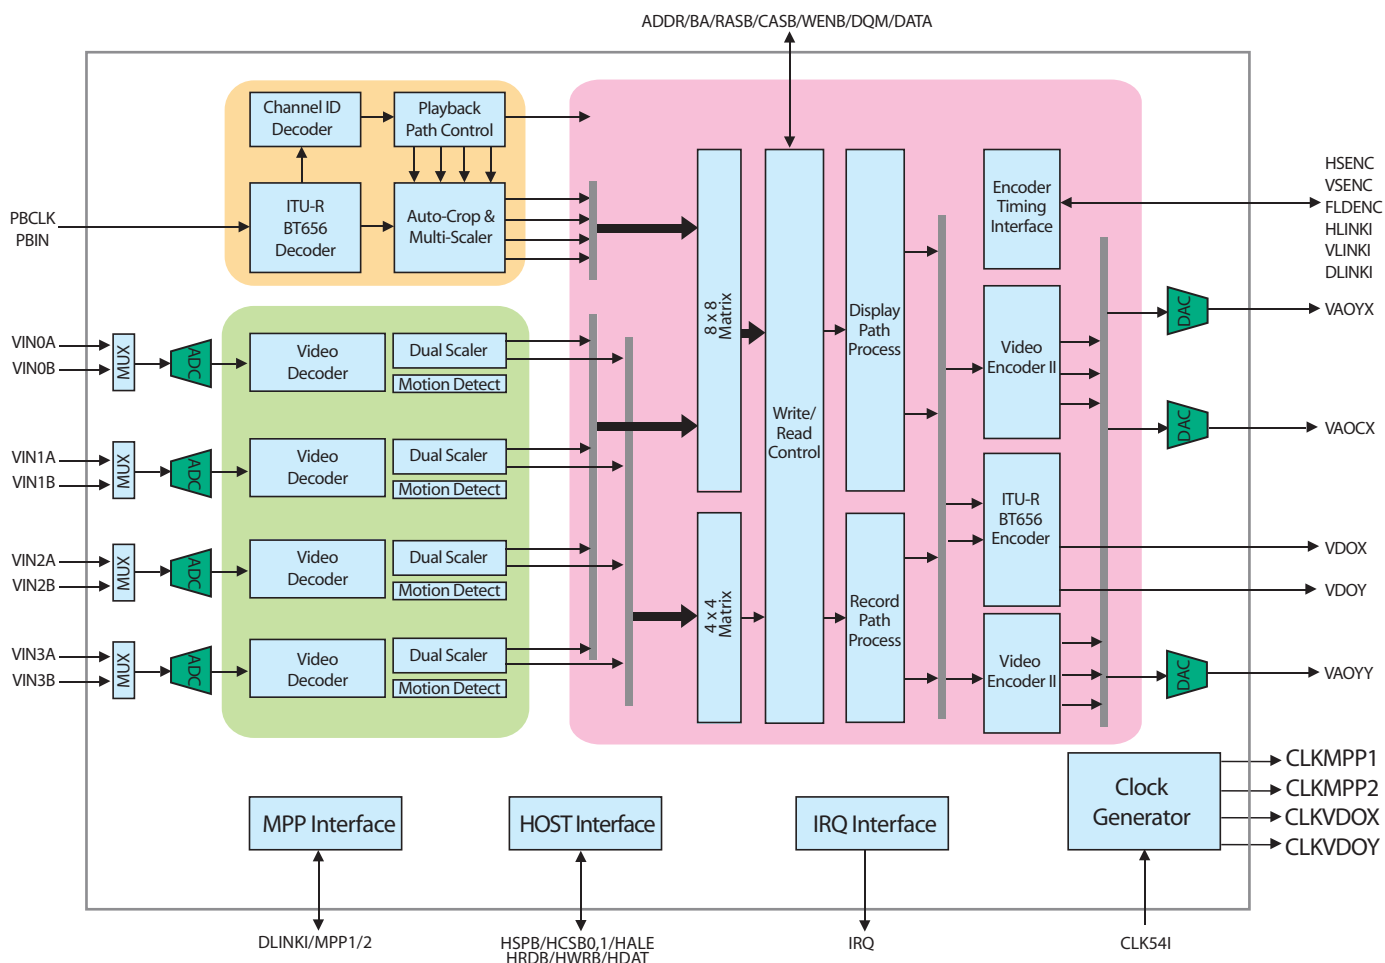 ADDR/BA/RASB/CASB/WENB/DQM/DATA
Channel ID
Decoder
Playback
Path Control
ITU-R
BT656
Decoder
Auto-Crop &
Multi-Scaler
PBCLK
PBIN
Encoder
Timing
Interface
HSENC
VSENC
FLDENC
HLINKI
VLINKI
DLINKI
VIN0A
VIN0B
MUX
ADC
Video
Decoder
Dual Scaler
Motion Detect
VIN1A
VIN1B
MUX
ADC
Video
Decoder
Dual Scaler
Motion Detect
VIN2A
VIN2B
MUX
ADC
Video
Decoder
Dual Scaler
Motion Detect
VIN3A
VIN3B
MUX
ADC
Video
Decoder
Dual Scaler
Motion Detect
8 x 8
Matrix
4 x 4
Matrix
Write/
Read
Control
Display
Path
Process
Record
Path
Process
Video
Encoder II
ITU-R
BT656
Encoder
Video
Encoder II
DAC
VAOYX
DAC
VAOCX
VDOX
VDOY
DAC
VAOYY
Clock
Generator
CLKMPP1
CLKMPP2
CLKVDOX
CLKVDOY
MPP Interface
HOST Interface
IRQ Interface
DLINKI/MPP1/2
HSPB/HCSB0,1/HALE
HRDB/HWRB/HDAT
IRQ
CLK54I